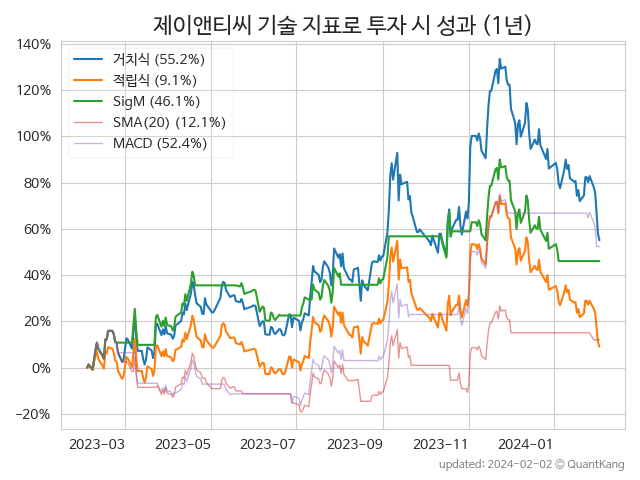 제이앤티씨 기술 지표로 투자 시 성과 (1년)
140%
120%
100%
80%
60%
40%
20%
0%
−20%
거치식 (55.2%)
적립식 (9.1%)
SigM (46.1%)
SMA(20) (12.1%)
MACD (52.4%)
2023-03 2023-05 2023-07 2023-09 2023-11 2024-01
updated: 2024-02-02 © QuantKang